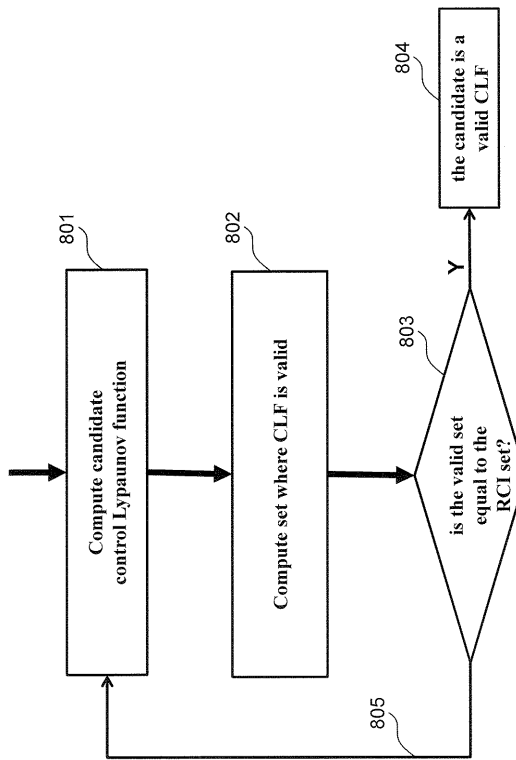 801
Compute candidate
control Lypaunov function
802
Compute set where CLF is valid
803
is the valid set
equal to the
RCI set?
Y
804
the candidate is a
valid CLF
805